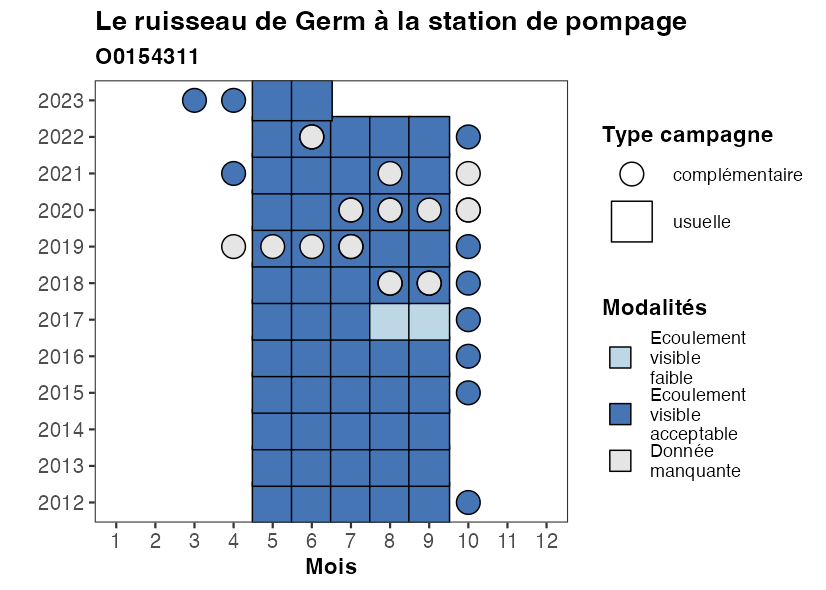 Le ruisseau de Germ à la station de pompage
O0154311
2023
2022
2021
2020
2019
2018
2017
2016
2015
2014
2013
2012
1 2 3 4 5 6 7 8 9 10 11 12
Mois
Type campagne
complémentaire
usuelle
Modalités
Ecoulement
visible
faible
Ecoulement
visible
acceptable
Donnée
manquante